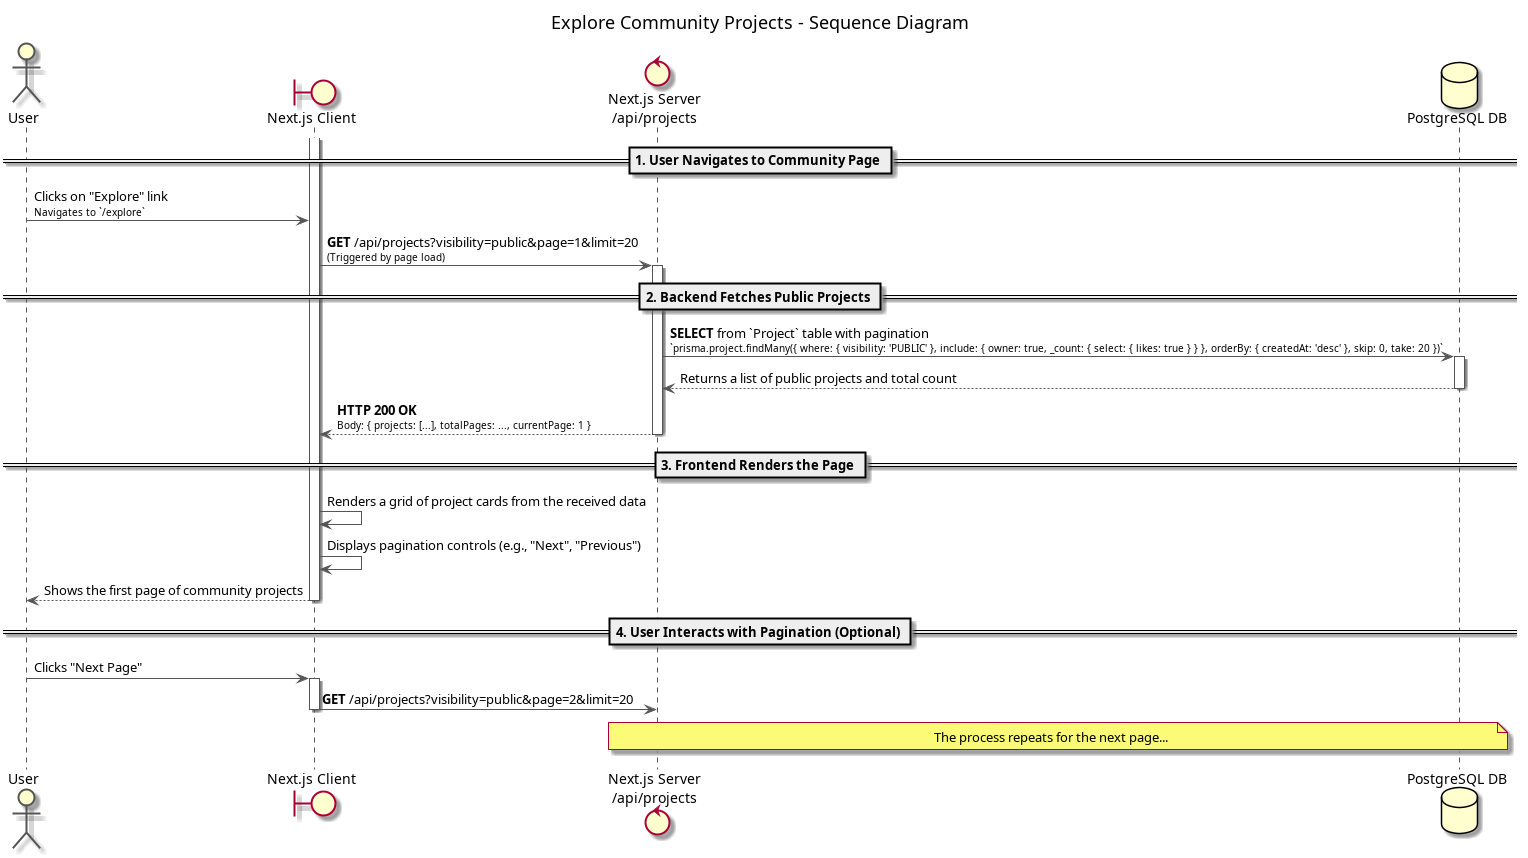 Explore Community Projects - Sequence Diagram
User
Next.js Client
Next.js Server
/api/projects
PostgreSQL DB
1. User Navigates to Community Page
Clicks on "Explore" link
Navigates to `/explore`
GET /api/projects?visibility=public&page=1&limit=20
(Triggered by page load)
2. Backend Fetches Public Projects
SELECT from `Project` table with pagination
`prisma.project.findMany({ where: { visibility: 'PUBLIC' }, include: { owner: true, _count: { select: { likes: true } } }, orderBy: { createdAt: 'desc' }, skip: 0, take: 20 })`
Returns a list of public projects and total count
HTTP 200 OK
Body: { projects: [...], totalPages: ..., currentPage: 1 }
3. Frontend Renders the Page
Renders a grid of project cards from the received data
Displays pagination controls (e.g., "Next", "Previous")
Shows the first page of community projects
4. User Interacts with Pagination (Optional)
Clicks "Next Page"
GET /api/projects?visibility=public&page=2&limit=20
The process repeats for the next page...
User
Next.js Client
Next.js Server
/api/projects
PostgreSQL DB